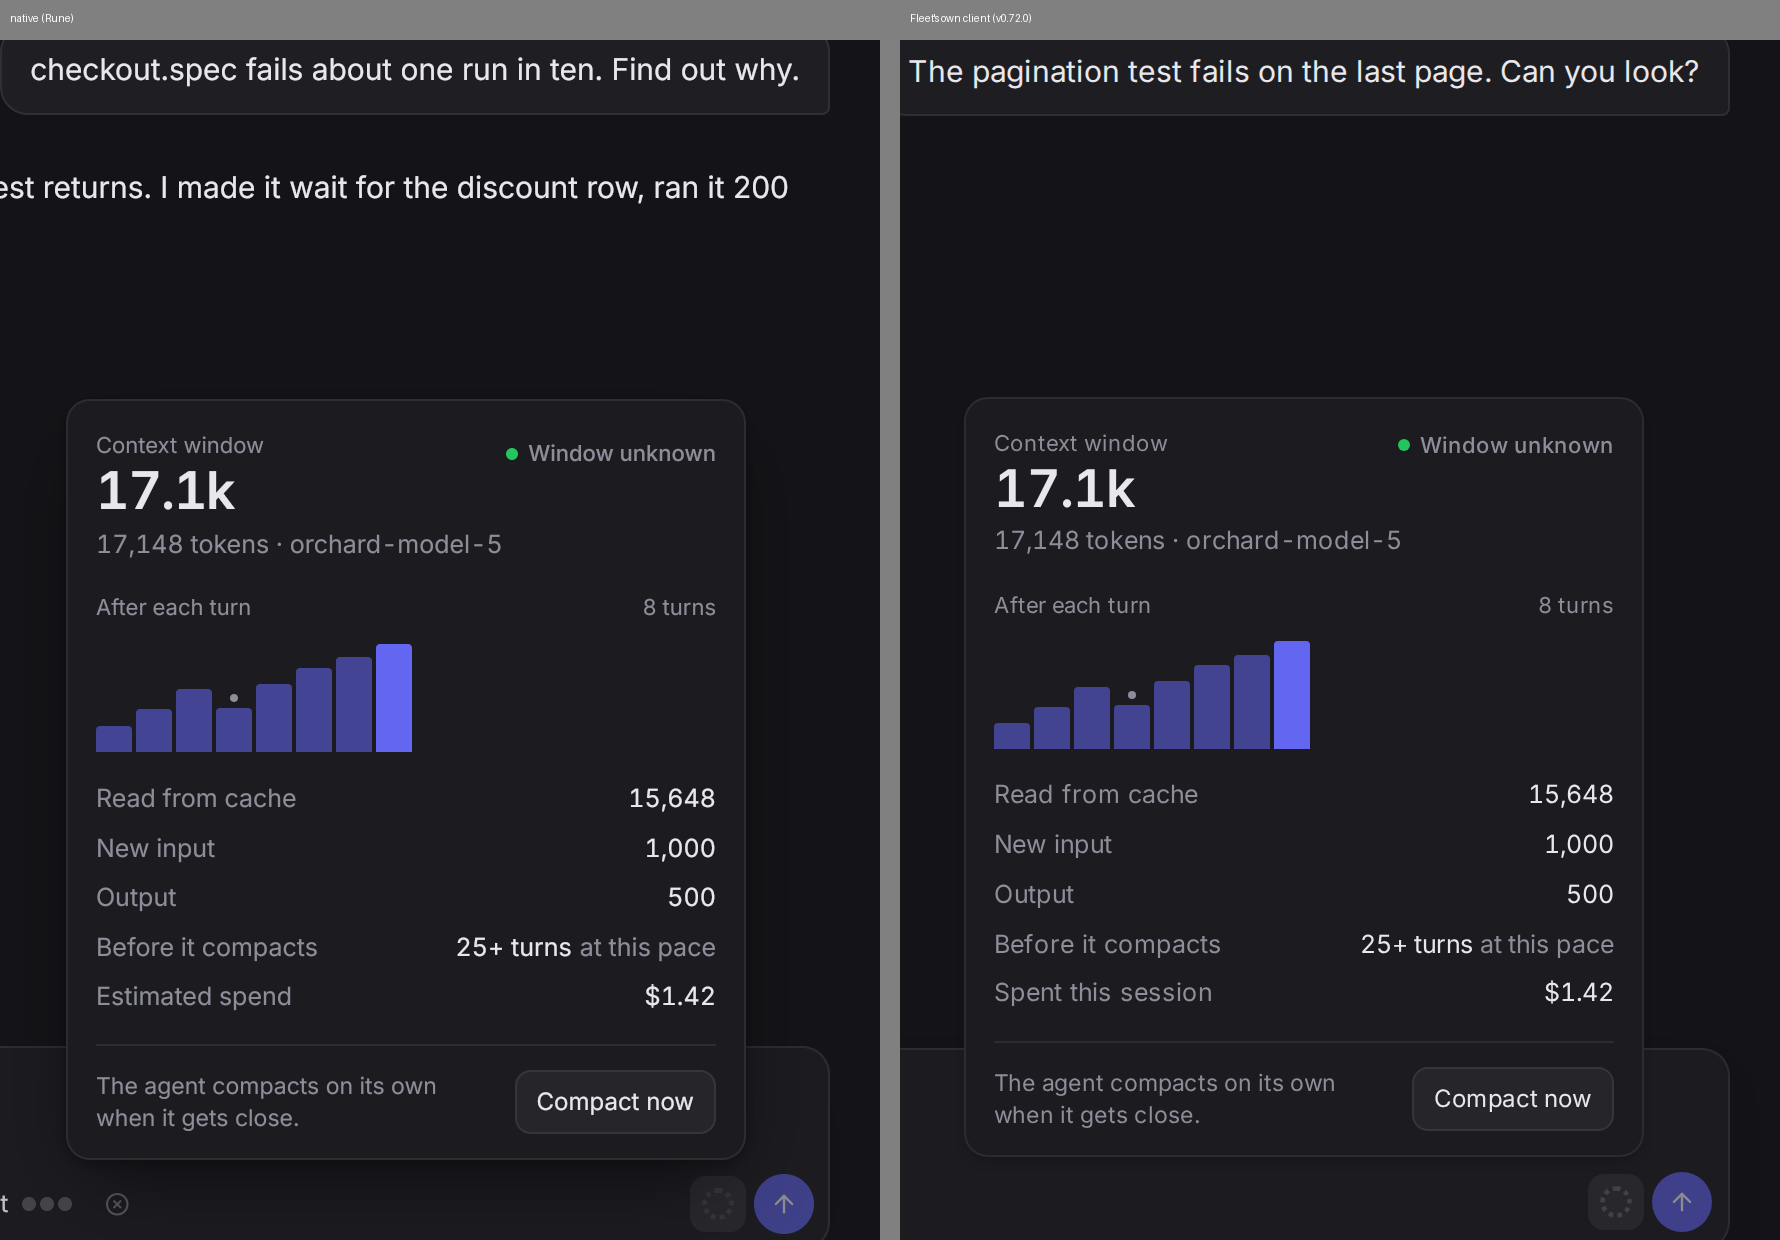 native (Rune)
checkout.spec fails about one run in ten. Find out why.
est returns. I made it wait for the discount row, ran it 200
Context window
Window unknown
17.1k
17,148 tokens · orchard-model-5
After each turn
8 turns
Read from cache 15,648
New input 1,000
Output 500
Before it compacts 25+ turns at this pace
Estimated spend $1.42
The agent compacts on its own
when it gets close.
Compact now
t
Fleet's own client (v0.72.0)
The pagination test fails on the last page. Can you look?
Context window
Window unknown
17.1k
17,148 tokens · orchard-model-5
After each turn
8 turns
Read from cache 15,648
New input 1,000
Output 500
Before it compacts 25+ turns at this pace
Spent this session $1.42
The agent compacts on its own
when it gets close.
Compact now